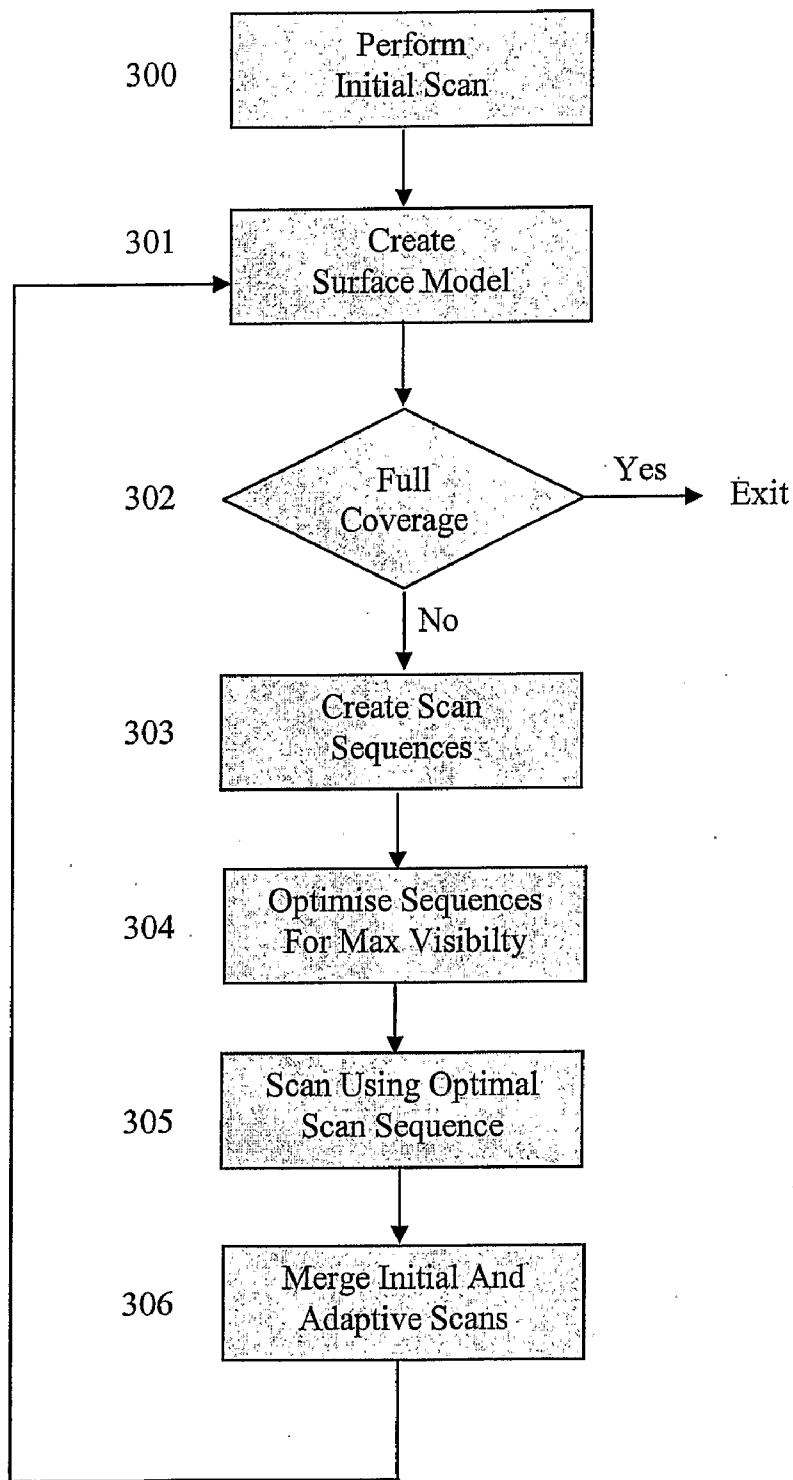 300
Perform
Initial Scan
301
Create
Surface Model
302
Full
Coverage
Yes
Exit
No
303
Create Scan
Sequences
304
Optimise Sequences
For Max Visibilty
305
Scan Using Optimal
Scan Sequence
306
Merge Initial And
Adaptive Scans